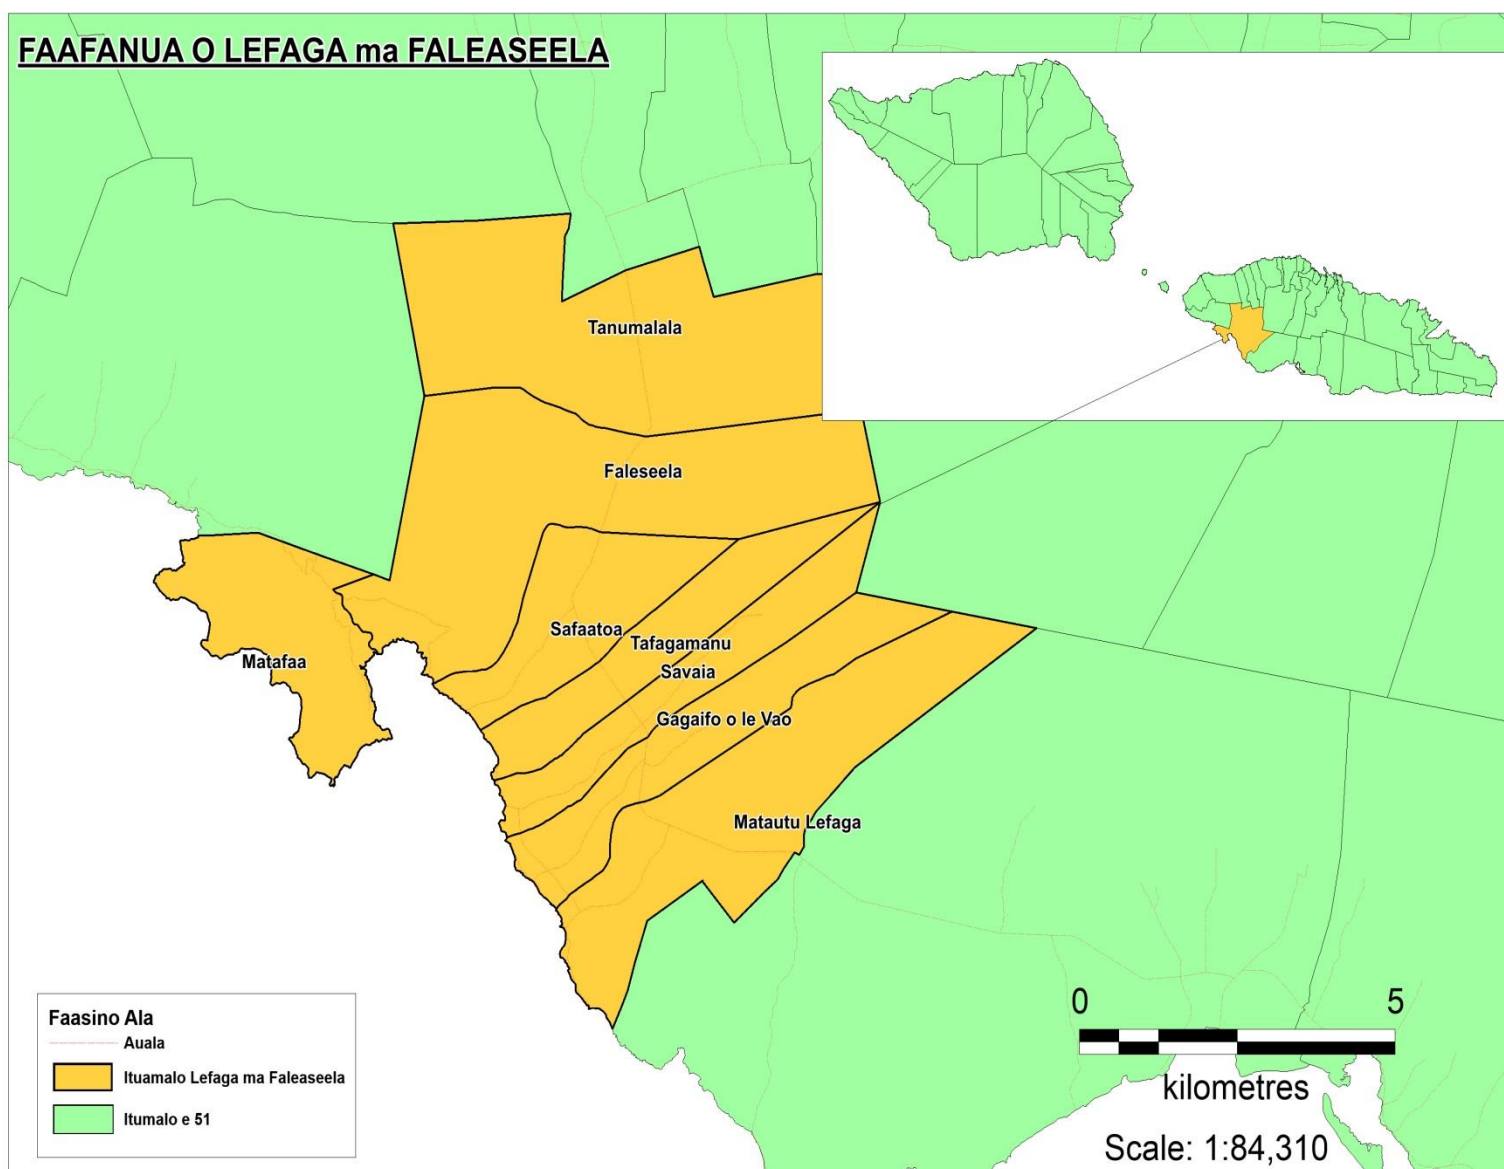 FAAFANUA O LEFAGA ma FALEASEELA
Tanumalala
Faleseela
Safaatoa
Tafagamanu
Matafaa
Savaia
Gagaifo o le Vao
Matautu Lefaga
Faasino Ala
Auala
Ituamalo Lefaga ma Faleaseela
Itumalo e 51
0 5
kilometres
Scale: 1:84,310